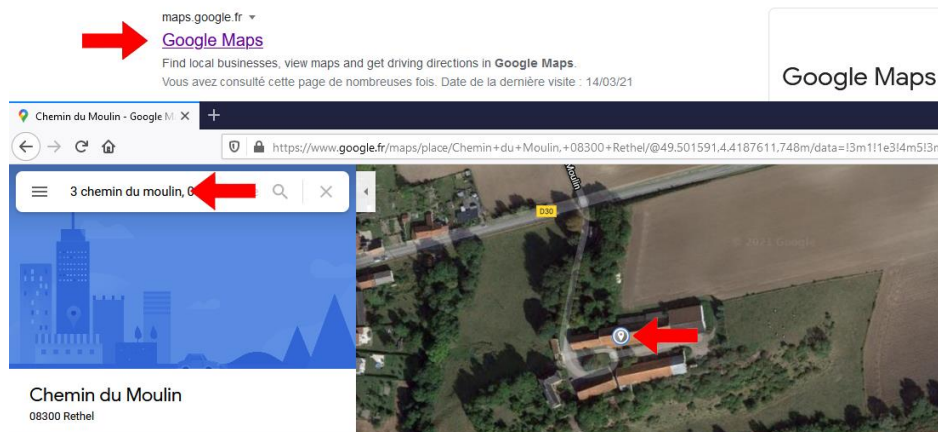 maps.google.fr
Google Maps
Find local businesses, view maps and get driving directions in Google Maps.
Vous avez consulté cette page de nombreuses fois. Date de la dernière visite : 14/03/21
Google Maps
Chemin du Moulin - Google M
https://www.google.fr/maps/place/Chemin+du+Moulin,+08300+Rethel/@49.501591,4.4187611,748m/data=!3m1!1e3!4m5!3m
3 chemin du moulin, 0
Moulin
D30
© 2021 Google
Chemin du Moulin
08300 Rethel